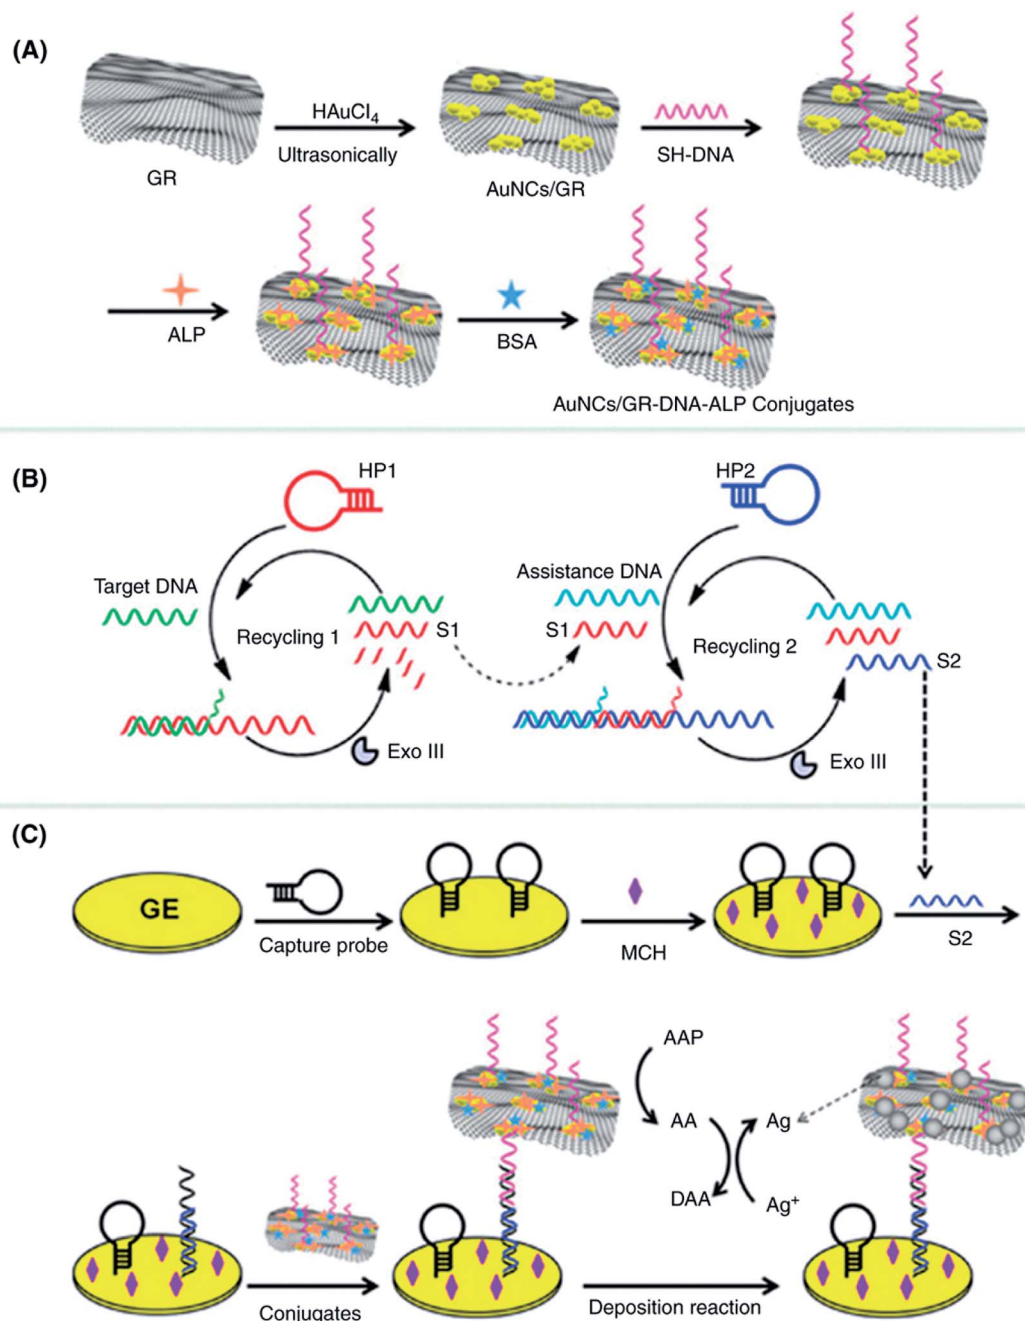 (A)
HAuCl4
Ultrasonically
GR
AuNCs/GR
SH-DNA
ALP
BSA
AuNCs/GR-DNA-ALP Conjugates
(B)
HP1
HP2
Target DNA
Assistance DNA
S1
S1
Recycling 1
Recycling 2
S2
Exo III
Exo III
(C)
GE
Capture probe
MCH
S2
AAP
AA
Ag
DAA
Ag+
Conjugates
Deposition reaction